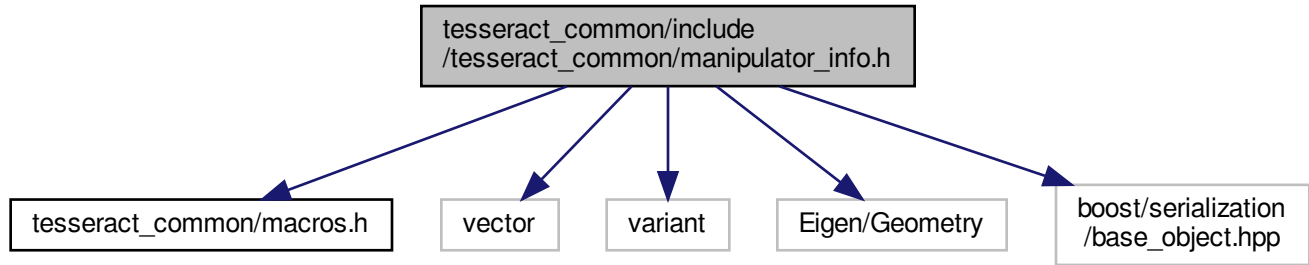 tesseract_common/include
/tesseract_common/manipulator_info.h
tesseract_common/macros.h
vector
variant
Eigen/Geometry
boost/serialization
/base_object.hpp